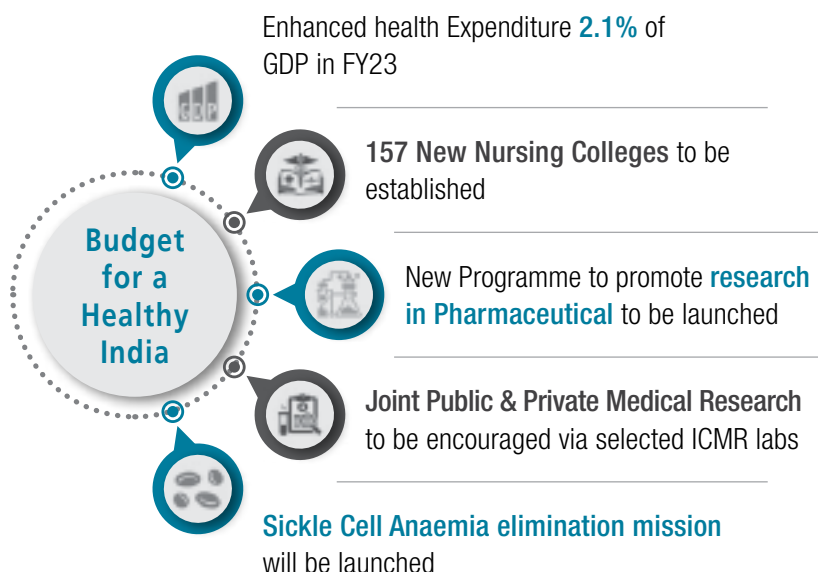 Enhanced health Expenditure 2.1% of
GDP in FY23
GDP
157 New Nursing Colleges to be
established
Budget
for a
Healthy
India
New Programme to promote research
in Pharmaceutical to be launched
Joint Public & Private Medical Research
to be encouraged via selected ICMR labs
Sickle Cell Anaemia elimination mission
will be launched